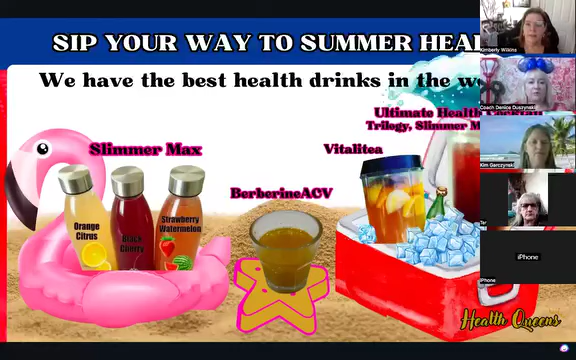 SIP YOUR WAY TO SUMMER HEAL
We have the best health drinks in the wo
Kimberly Wilkins
Coach Denice Duszynski
Kim Garczynski
iPhone
iPhone
Ultimate Health Cocktail
Trilogy, Slimmer M
Slimmer Max
Vitalitea
BerberineACV
Orange
Citrus
Black
Cherry
Strawberry
Watermelon
Health Queens